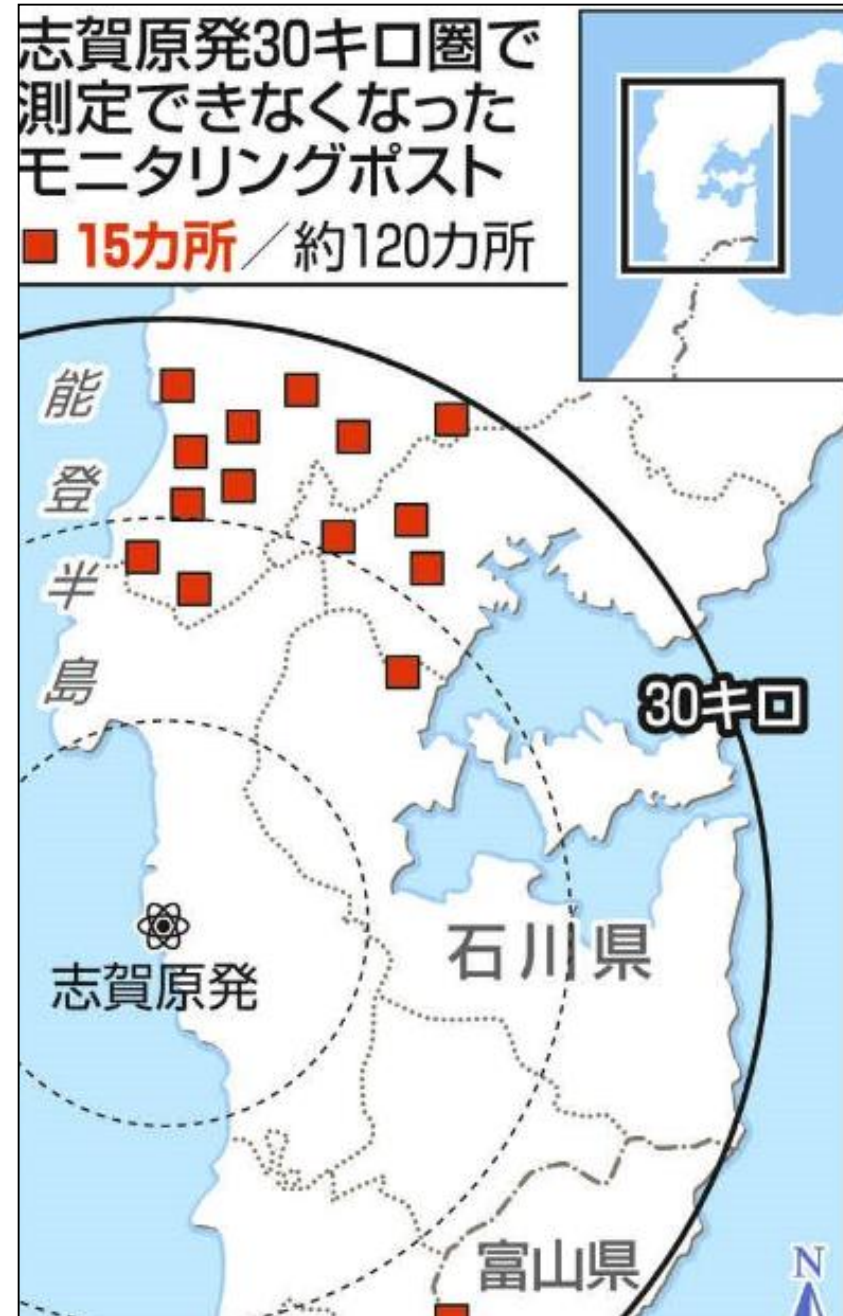 志賀原発30キロ圏で
測定できなくなった
モニタリングポスト
15カ所／約120カ所
能登半島
30キロ
石川県
志賀原発
富山県
N